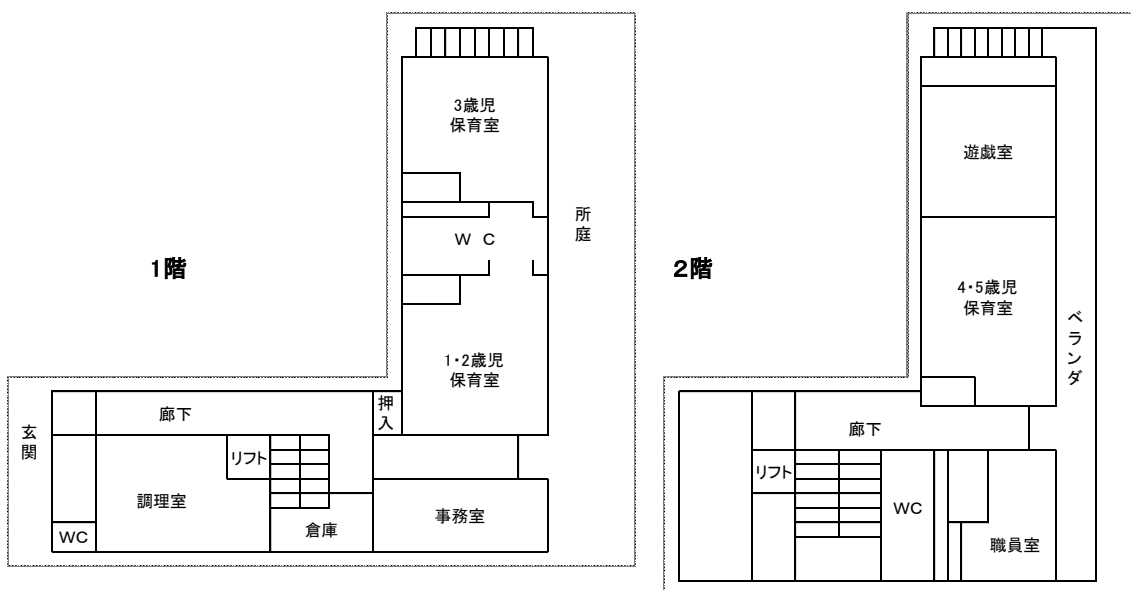 1階
3歳児
保育室
所庭
W C
1・2歳児
保育室
押入
廊下
玄関
リフト
調理室
倉庫
事務室
WC
2階
遊戯室
4・5歳児
保育室
ベランダ
廊下
リフト
WC
職員室